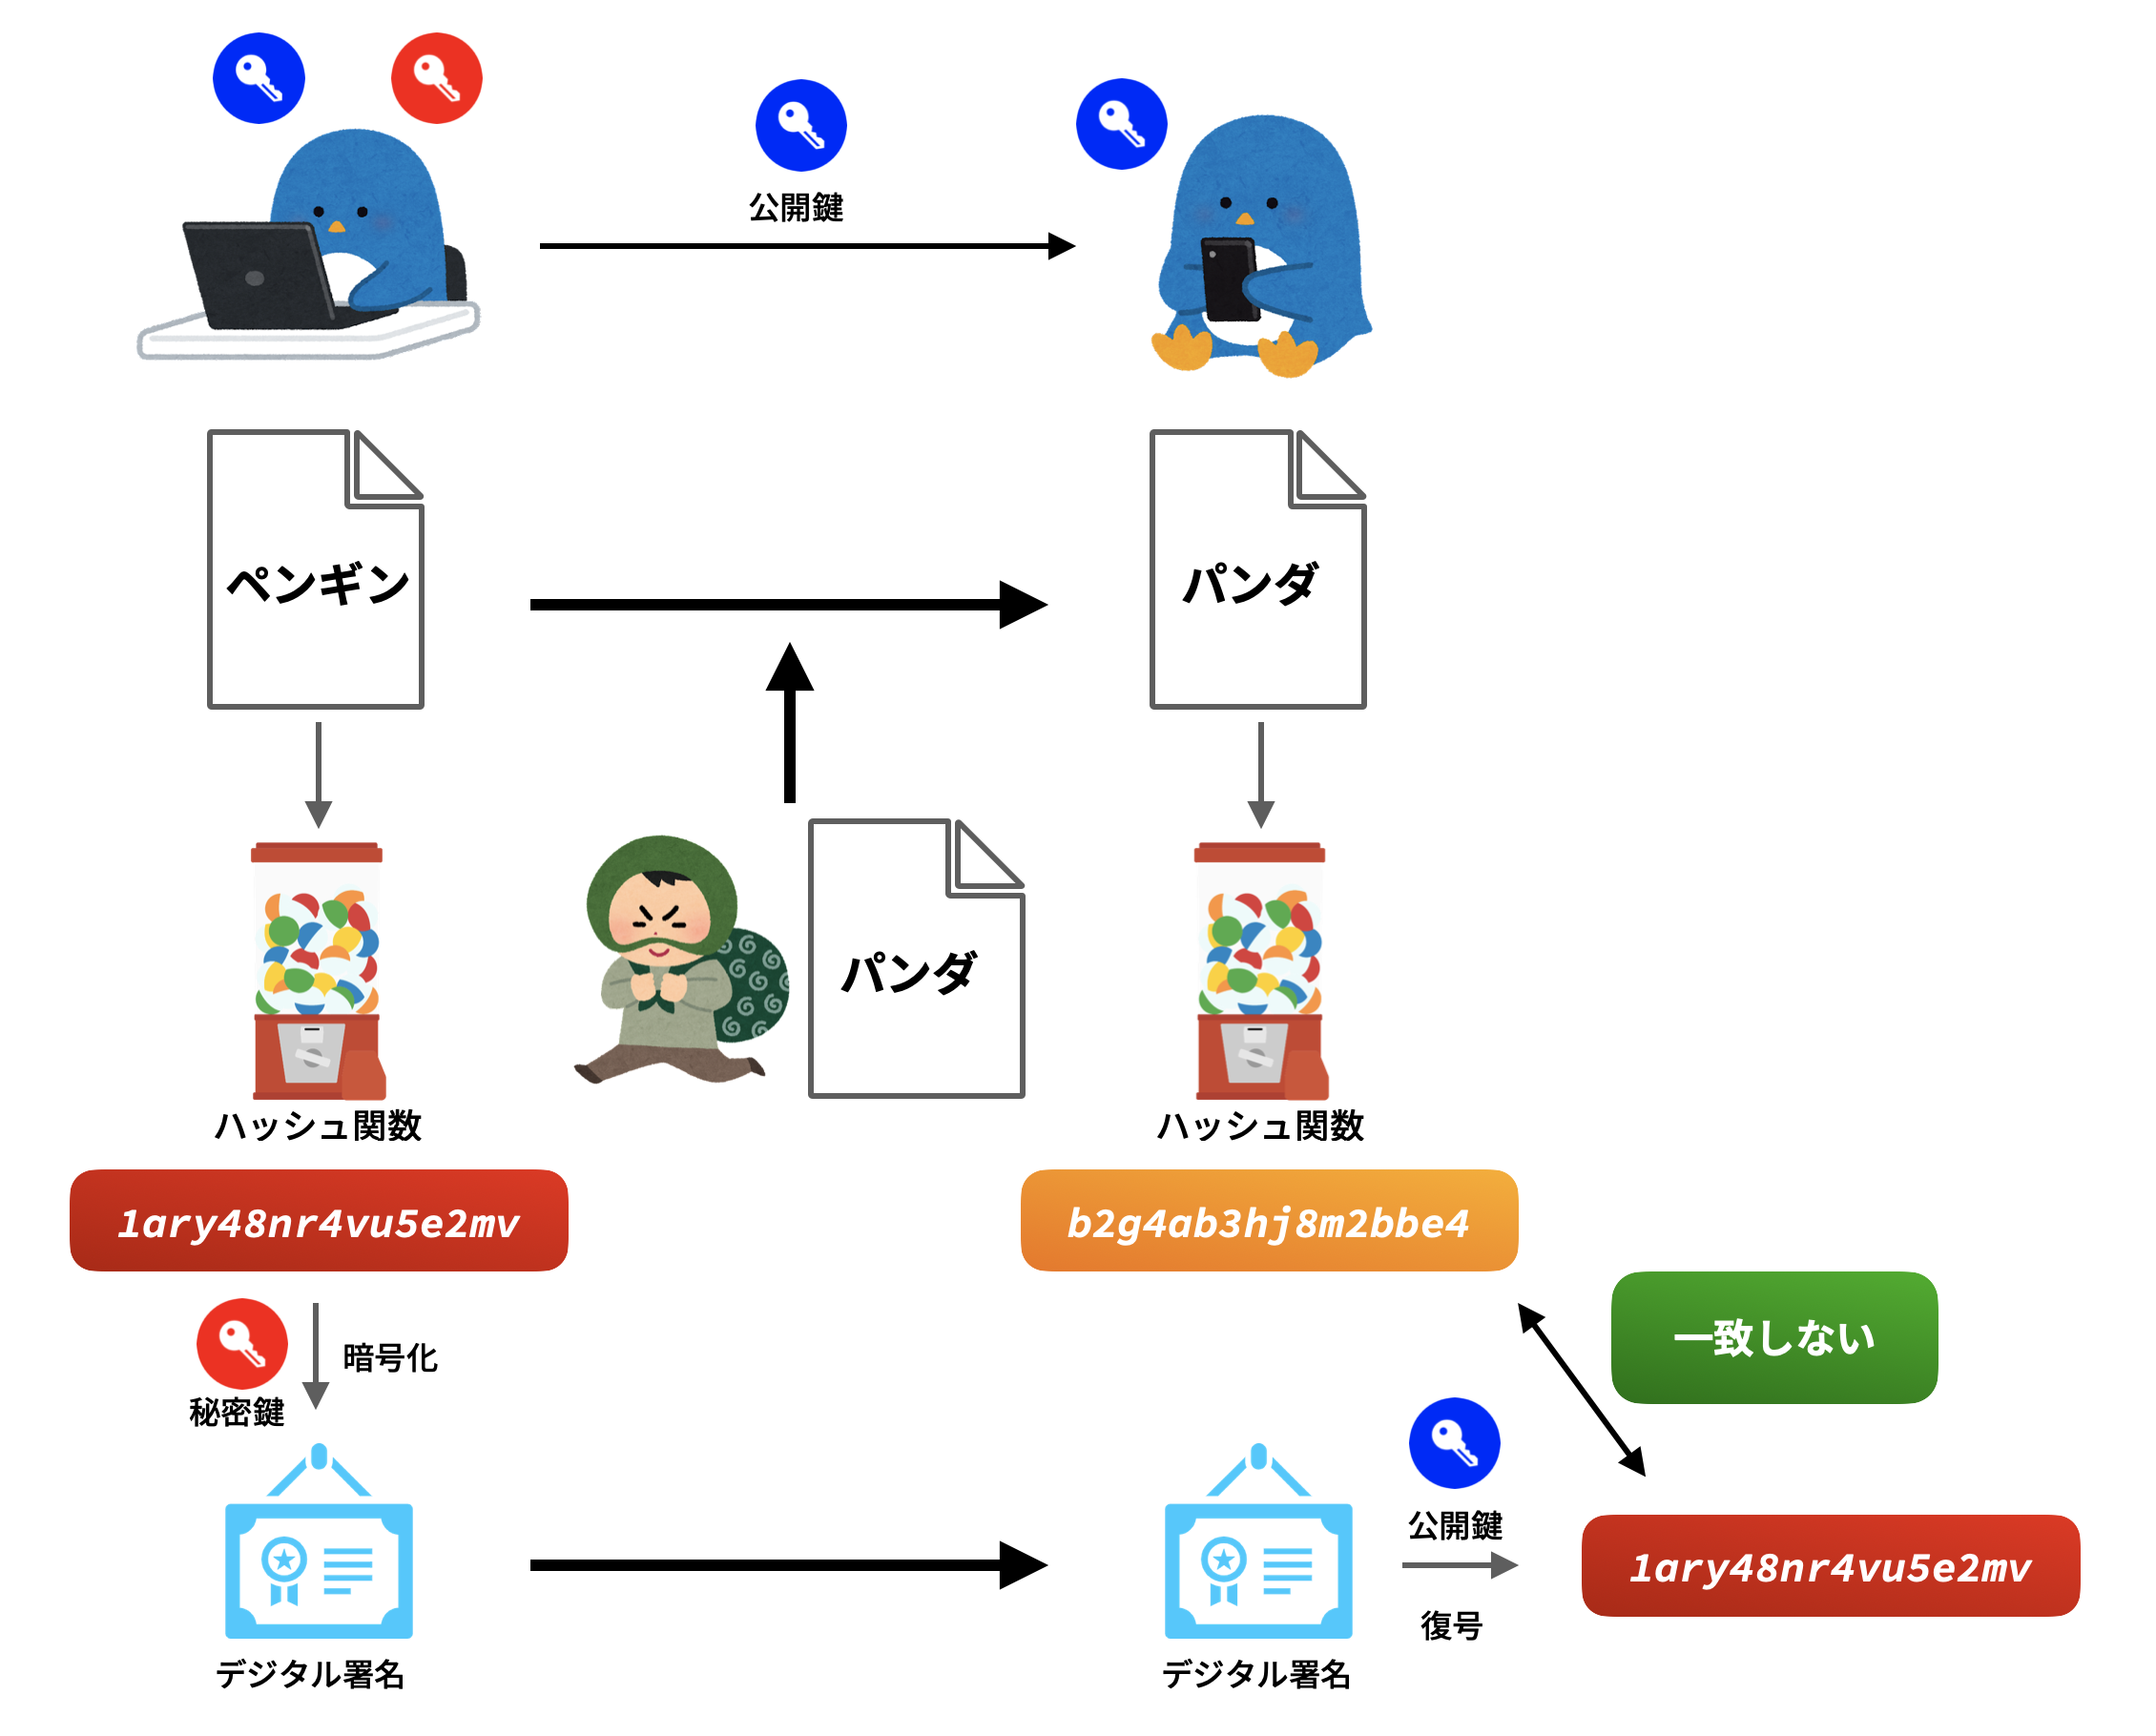 公開鍵
ペンギン
パンダ
パンダ
ハッシュ関数
ハッシュ関数
1ary48nr4vu5e2mv
b2g4ab3hj8m2bbe4
一致しない
暗号化
秘密鍵
公開鍵
1ary48nr4vu5e2mv
復号
デジタル署名
デジタル署名